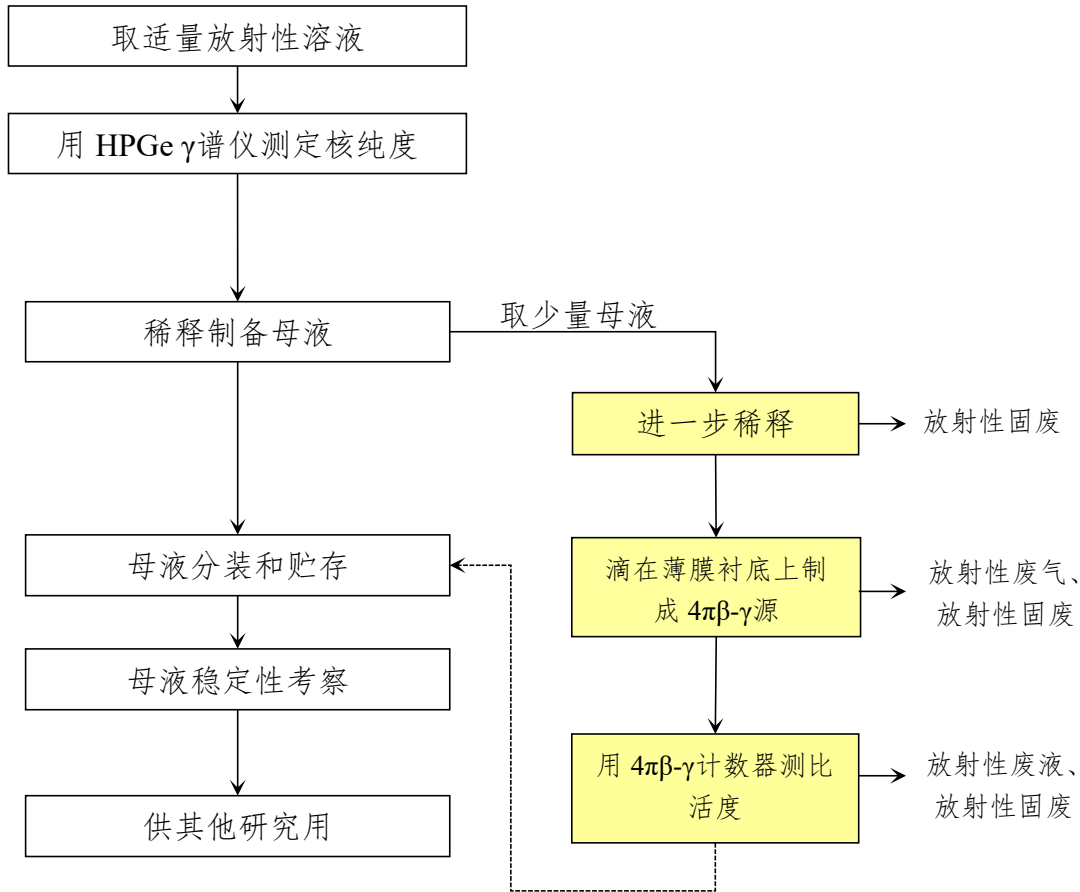 取适量放射性溶液
用 HPGe γ谱仪测定核纯度
稀释制备母液
取少量母液
进一步稀释
放射性固废
母液分装和贮存
滴在薄膜衬底上制
成 4πβ-γ源
放射性废气、
放射性固废
母液稳定性考察
用 4πβ-γ计数器测比
活度
放射性废液、
放射性固废
供其他研究用